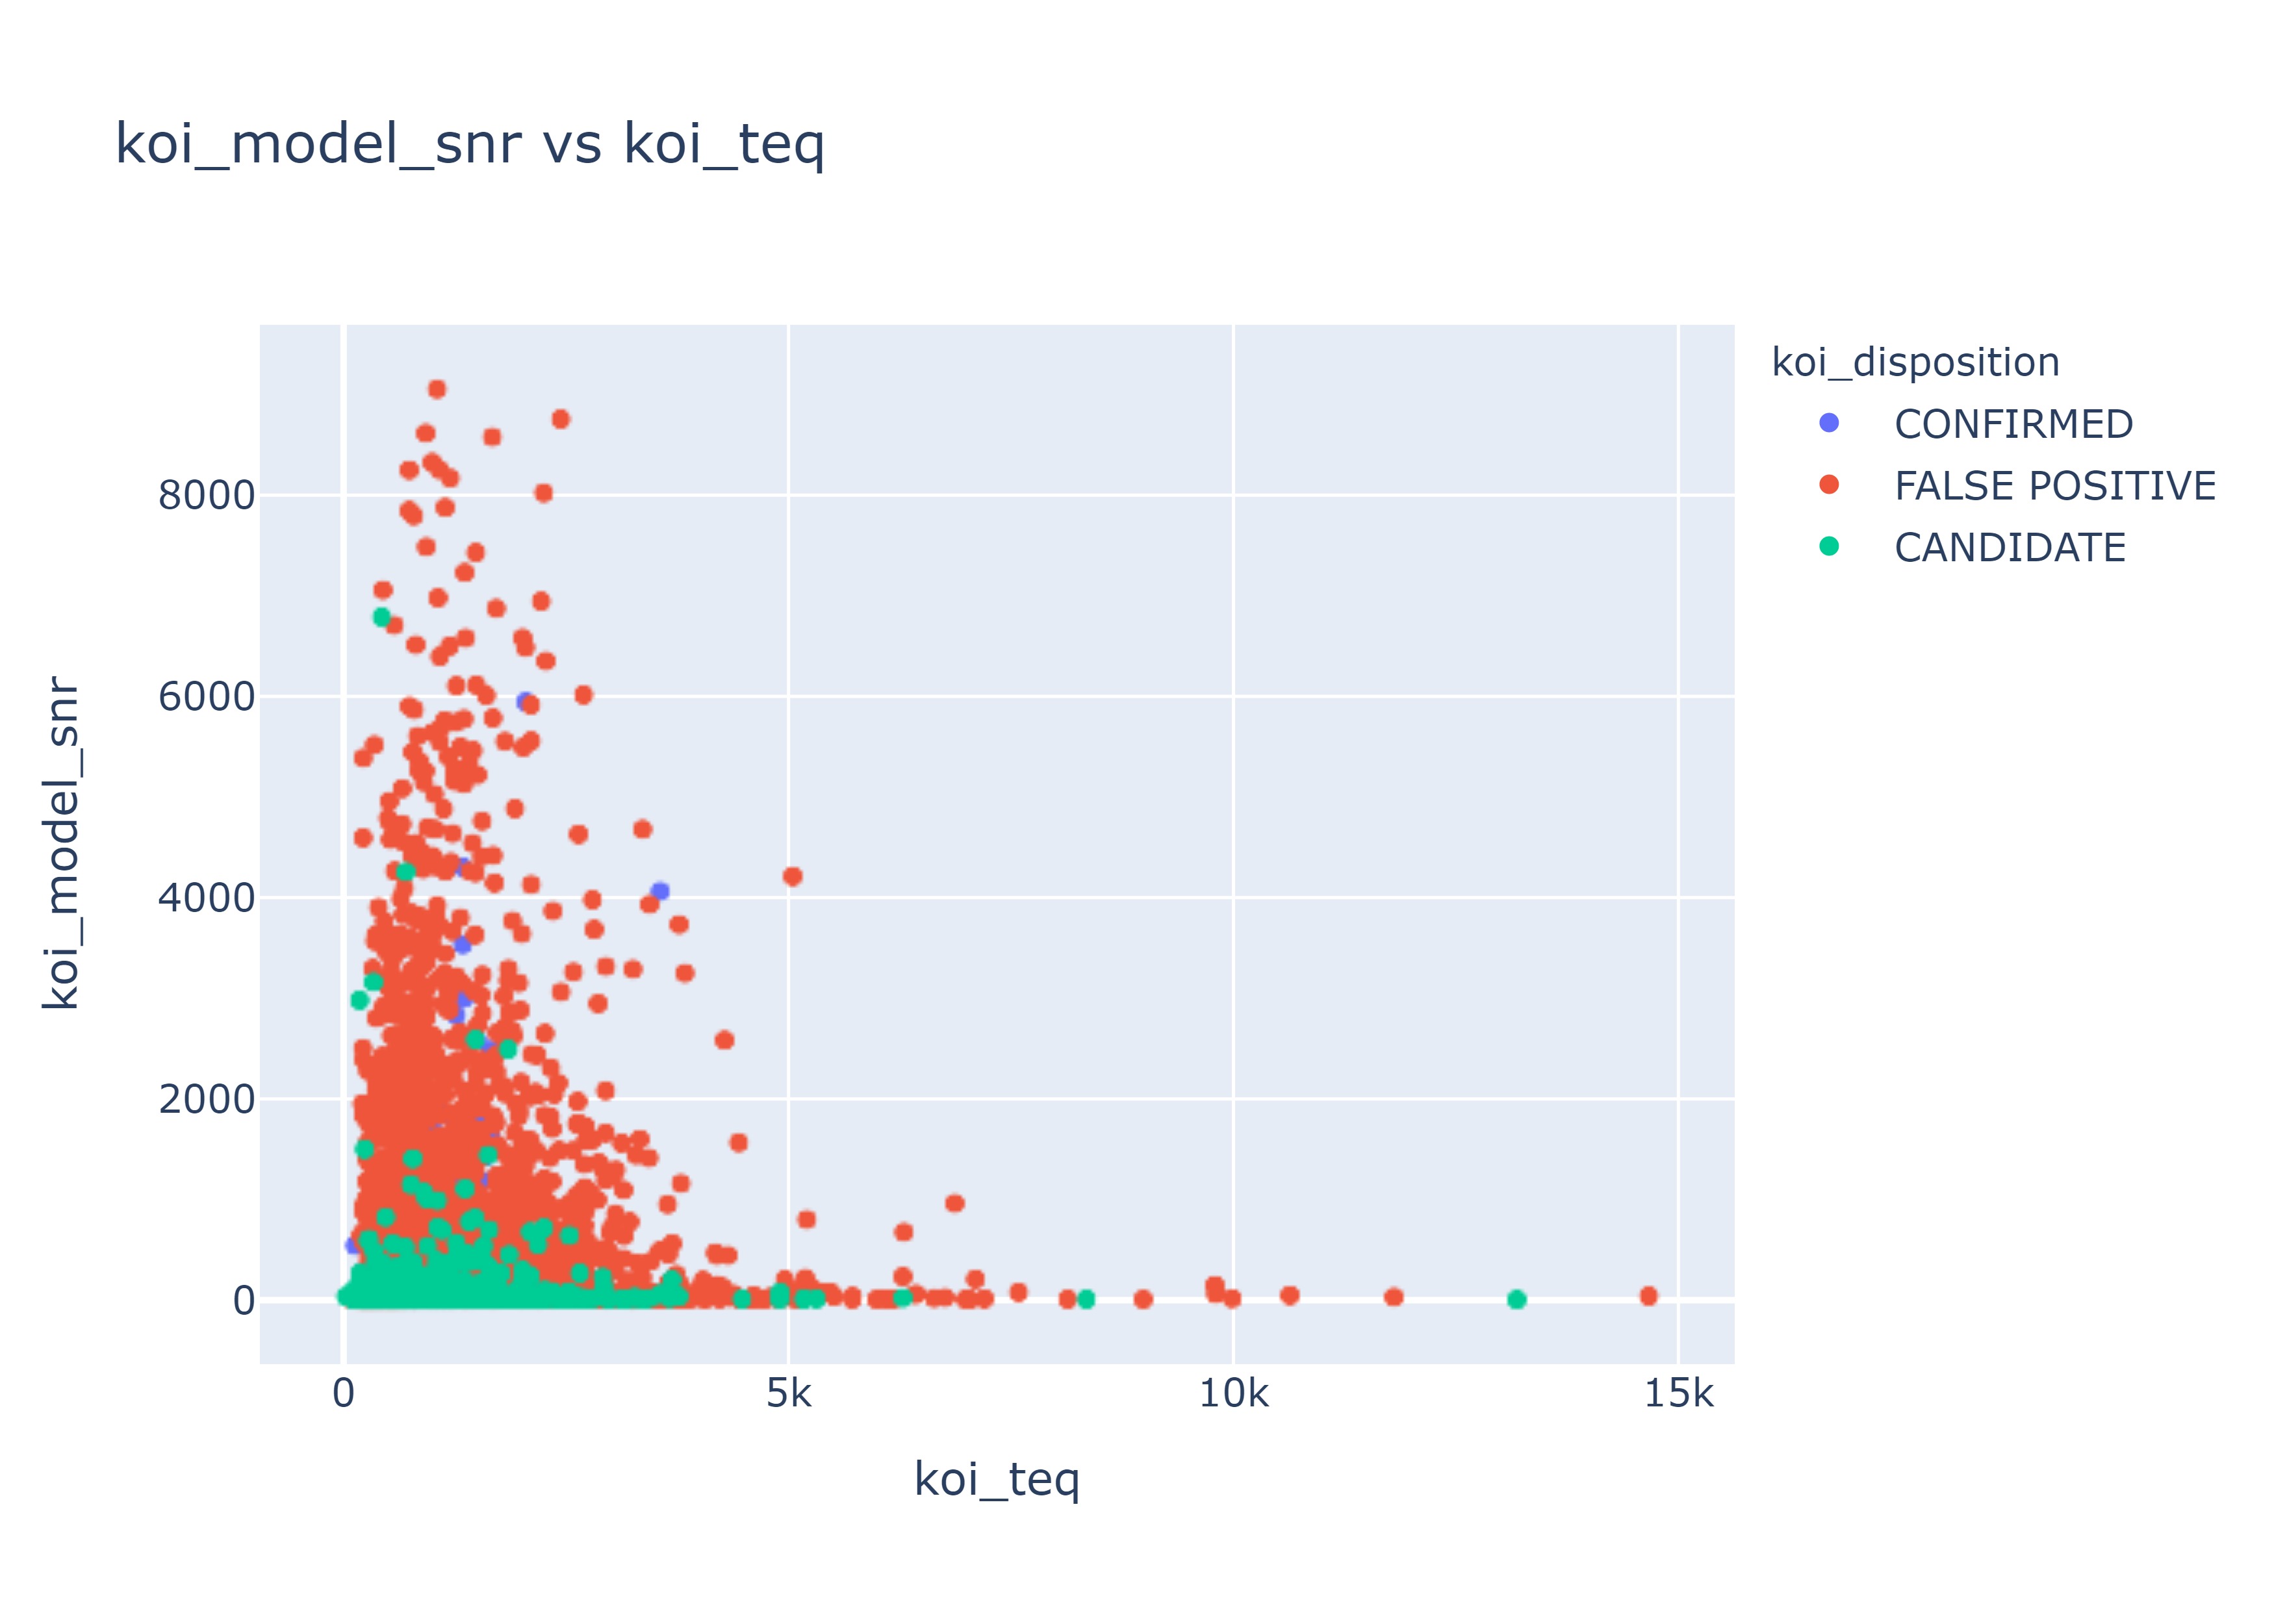 koi_model_snr vs koi_teq
koi_disposition
CONFIRMED
FALSE POSITIVE
CANDIDATE
koi_model_snr
8000
6000
4000
2000
0
0
5k
10k
15k
koi_teq